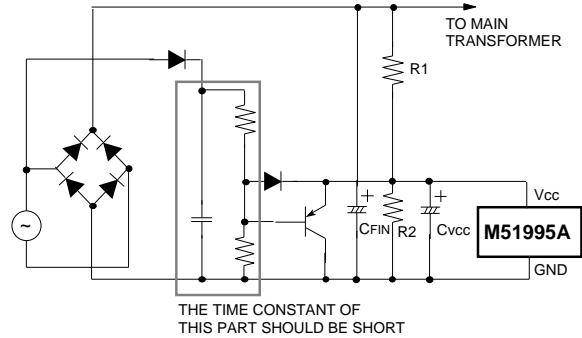 TO MAIN
TRANSFORMER
R1
CFIN
R2
CVCC
VCC
M51995A
GND
~
THE TIME CONSTANT OF
THIS PART SHOULD BE SHORT